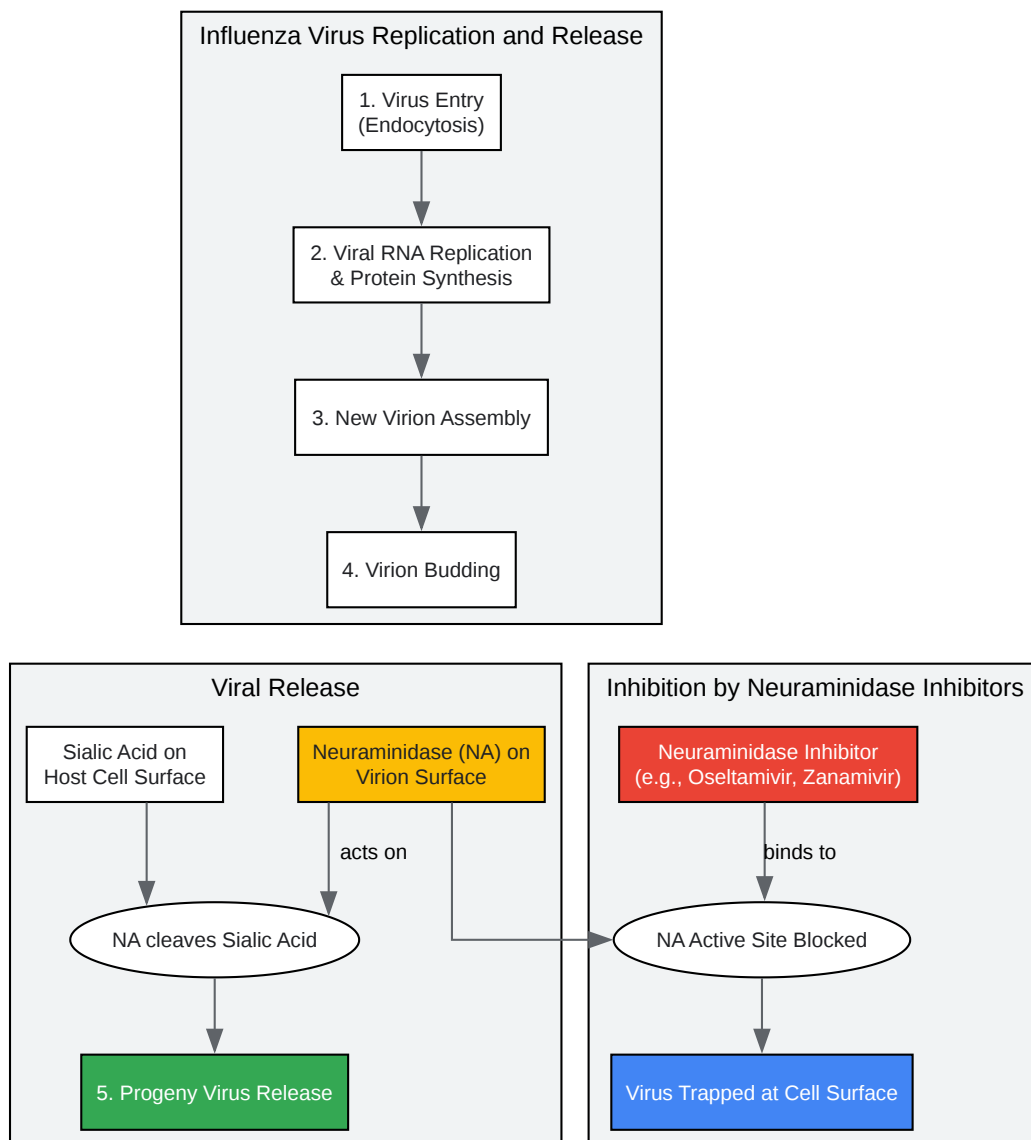 Influenza Virus Replication and Release
1. Virus Entry
(Endocytosis)
2. Viral RNA Replication
& Protein Synthesis
3. New Virion Assembly
4. Virion Budding
Viral Release
Sialic Acid on
Host Cell Surface
Neuraminidase (NA) on
Virion Surface
acts on
NA cleaves Sialic Acid
5. Progeny Virus Release
Inhibition by Neuraminidase Inhibitors
Neuraminidase Inhibitor
(e.g., Oseltamivir, Zanamivir)
binds to
NA Active Site Blocked
Virus Trapped at Cell Surface